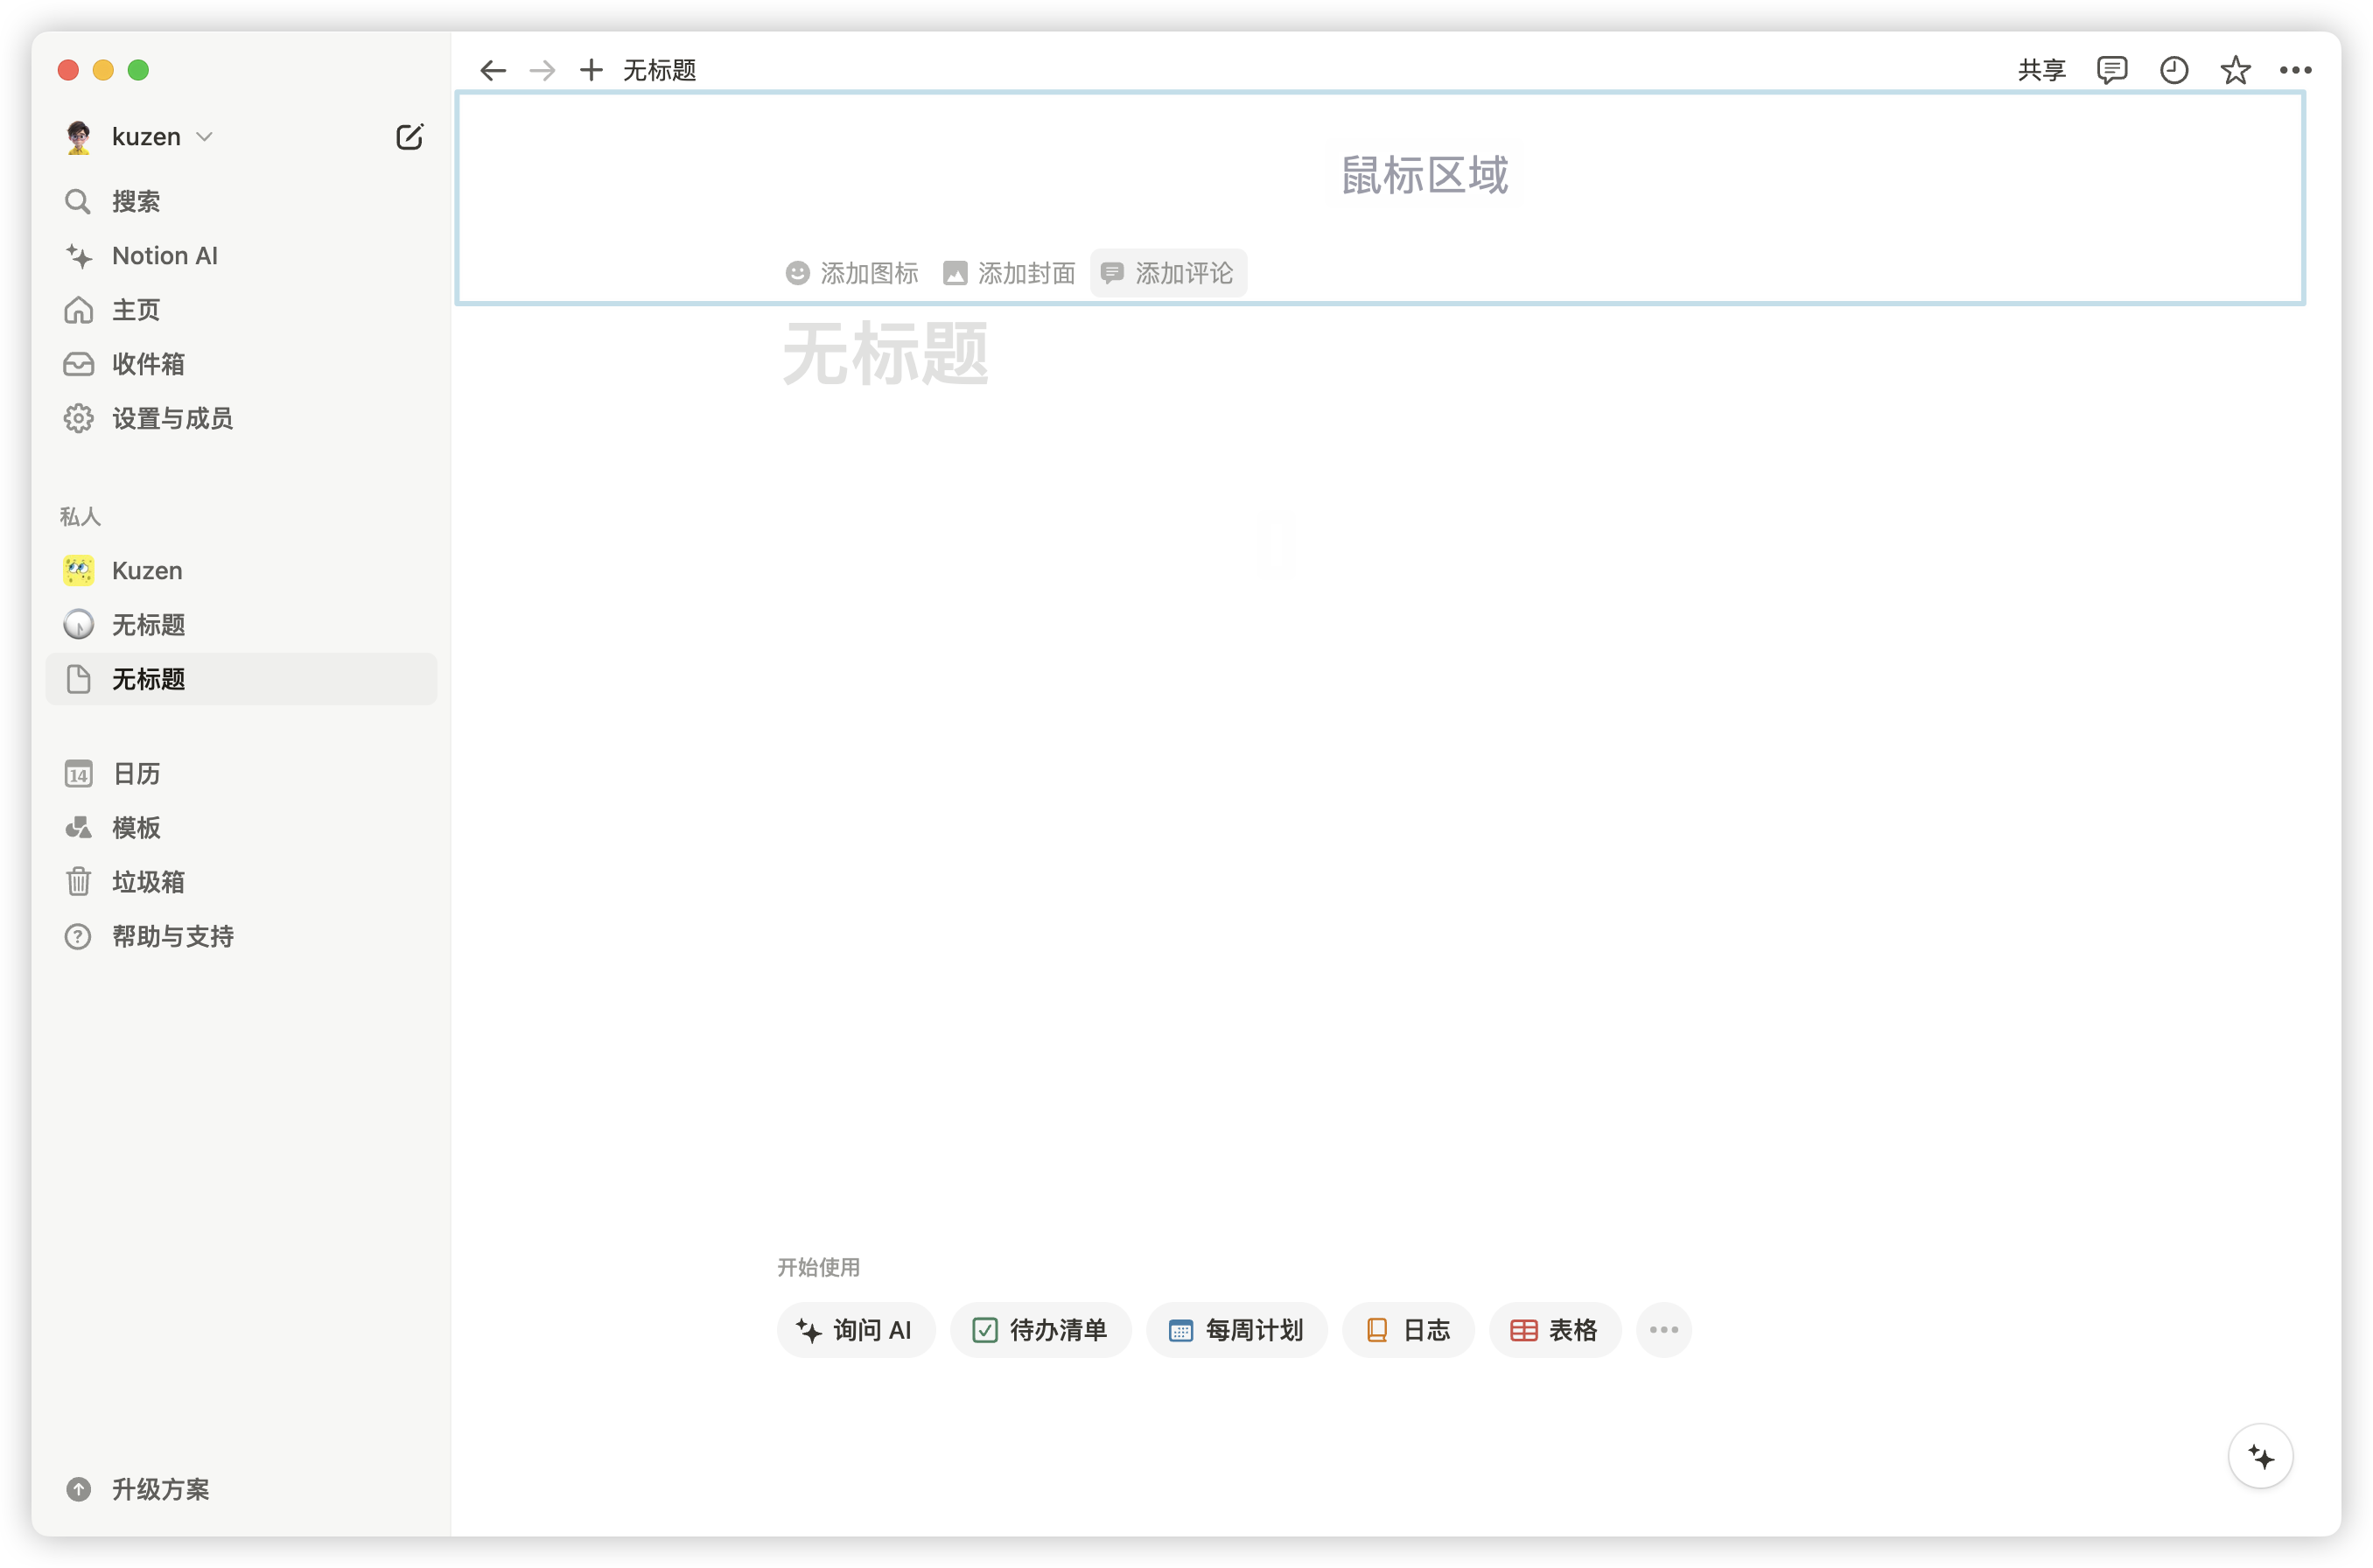 无标题
共享
kuzen
搜索
Notion AI
主页
收件箱
设置与成员
私人
Kuzen
无标题
无标题
14 日历
模板
垃圾箱
帮助与支持
升级方案
鼠标区域
添加图标 添加封面 添加评论
无标题
开始使用
询问 AI 待办清单 每周计划 日志 表格